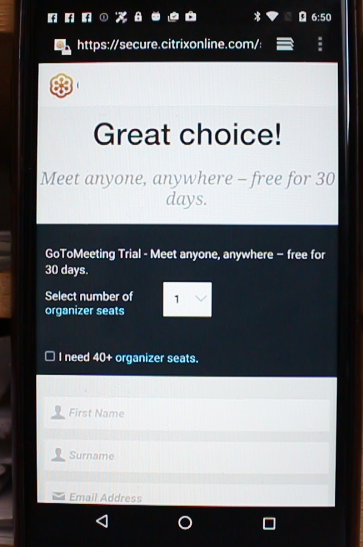 6:50
https://secure.citrixonline.com/
Great choice!
Meet anyone, anywhere – free for 30
days.
GoToMeeting Trial - Meet anyone, anywhere – free for
30 days.
Select number of
organizer seats
1
I need 40+ organizer seats.
First Name
Surname
Email Address